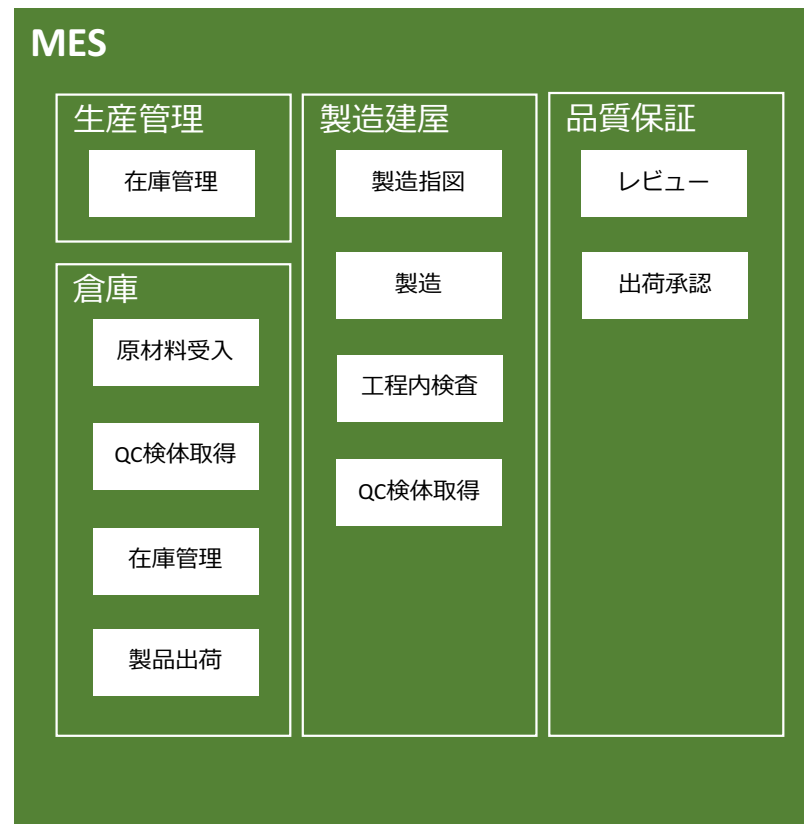 MES
生産管理
在庫管理
倉庫
原材料受入
QC検体取得
在庫管理
製品出荷
製造建屋
製造指図
製造
工程内検査
QC検体取得
品質保証
レビュー
出荷承認